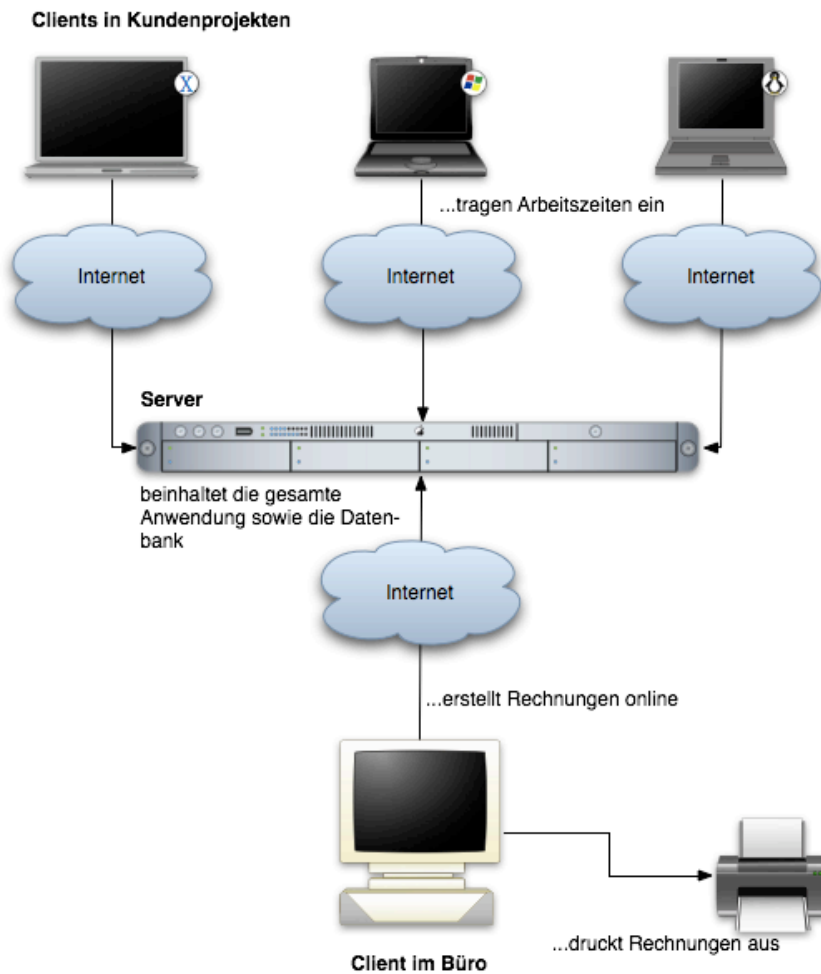 Clients in Kundenprojekten
X
...tragen Arbeitszeiten ein
Internet
Internet
Internet
Server
beinhaltet die gesamte
Anwendung sowie die Daten-
bank
Internet
...erstellt Rechnungen online
...druckt Rechnungen aus
Client im Büro